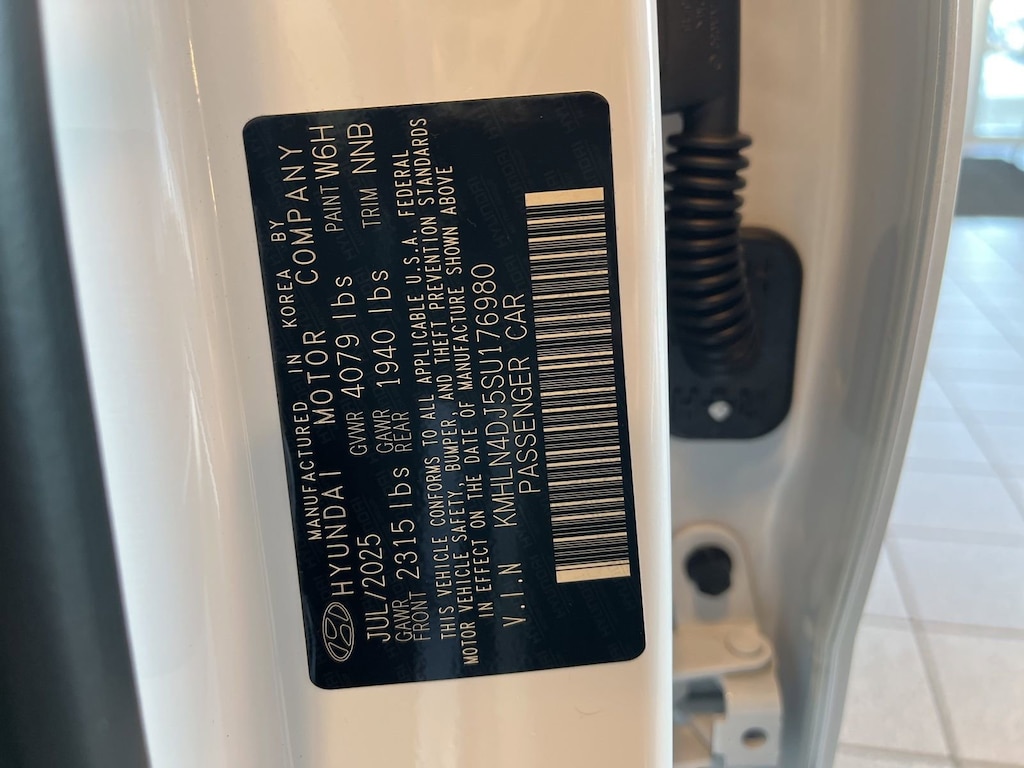 MANUFACTURED IN KOREA BY
HYUNDAI MOTOR COMPANY
JUL/2025 GVWR 4079 lbs PAINT W6H
GAWR FRONT 2315 lbs GAWR REAR 1940 lbs TRIM NNB
THIS VEHICLE CONFORMS TO ALL APPLICABLE U.S.A. FEDERAL
MOTOR VEHICLE SAFETY, BUMPER, AND THEFT PREVENTION STANDARDS
IN EFFECT ON THE DATE OF MANUFACTURE SHOWN ABOVE
V.I.N KMHLN4DJ5SU176980
PASSENGER CAR